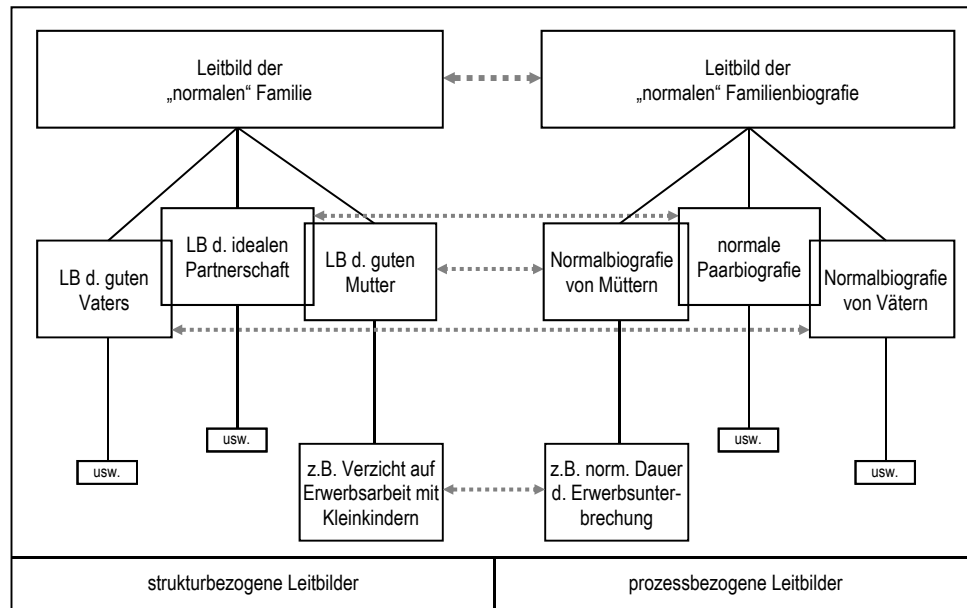 Leitbild der
„normalen“ Familie
Leitbild der
„normalen“ Familienbiografie
LB d. guten
Vaters
LB d. idealen
Partnerschaft
LB d. guten
Mutter
Normalbiografie
von Müttern
normale
Paarbiografie
Normalbiografie
von Vätern
usw.
usw.
z.B. Verzicht auf
Erwerbsarbeit mit
Kleinkindern
z.B. norm. Dauer
d. Erwerbsunter-
brechung
usw.
usw.
strukturbezogene Leitbilder
prozessbezogene Leitbilder